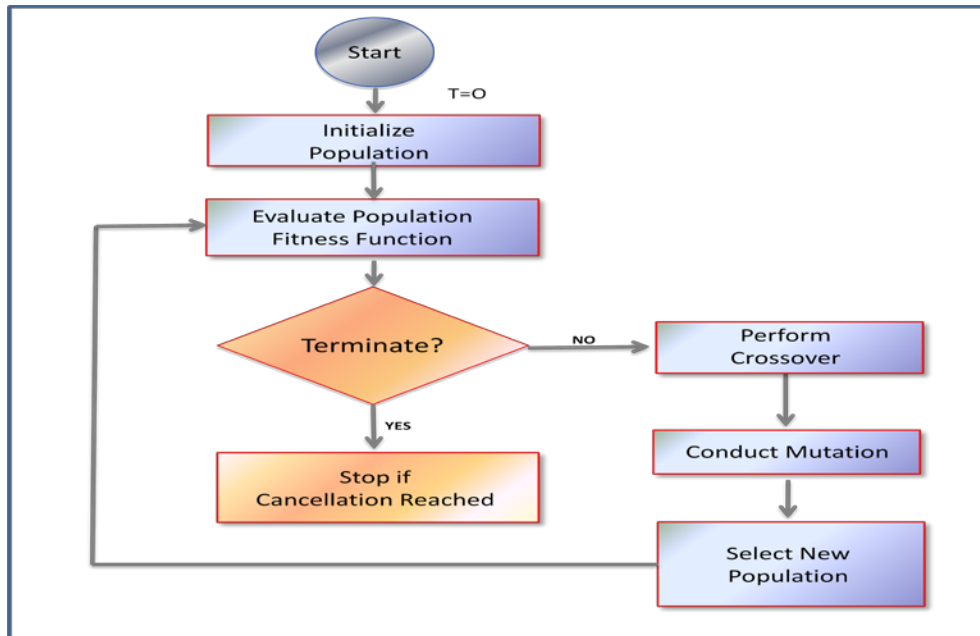 Start
T=O
Initialize
Population
Evaluate Population
Fitness Function
Terminate?
NO
Perform
Crossover
YES
Conduct Mutation
Stop if
Cancellation Reached
Select New
Population